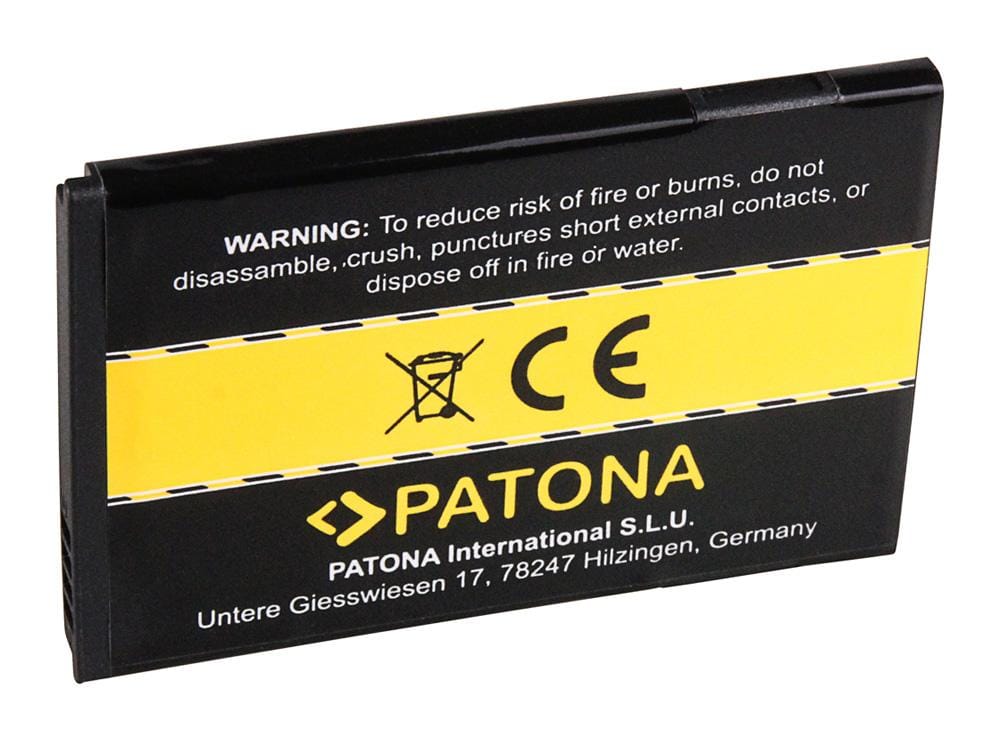 WARNING: To reduce risk of fire or burns, do not
disassamble, .crush, punctures short external contacts, or
dispose off in fire or water.
CE
PATONA
PATONA International S.L.U.
Untere Giesswiesen 17, 78247 Hilzingen, Germany